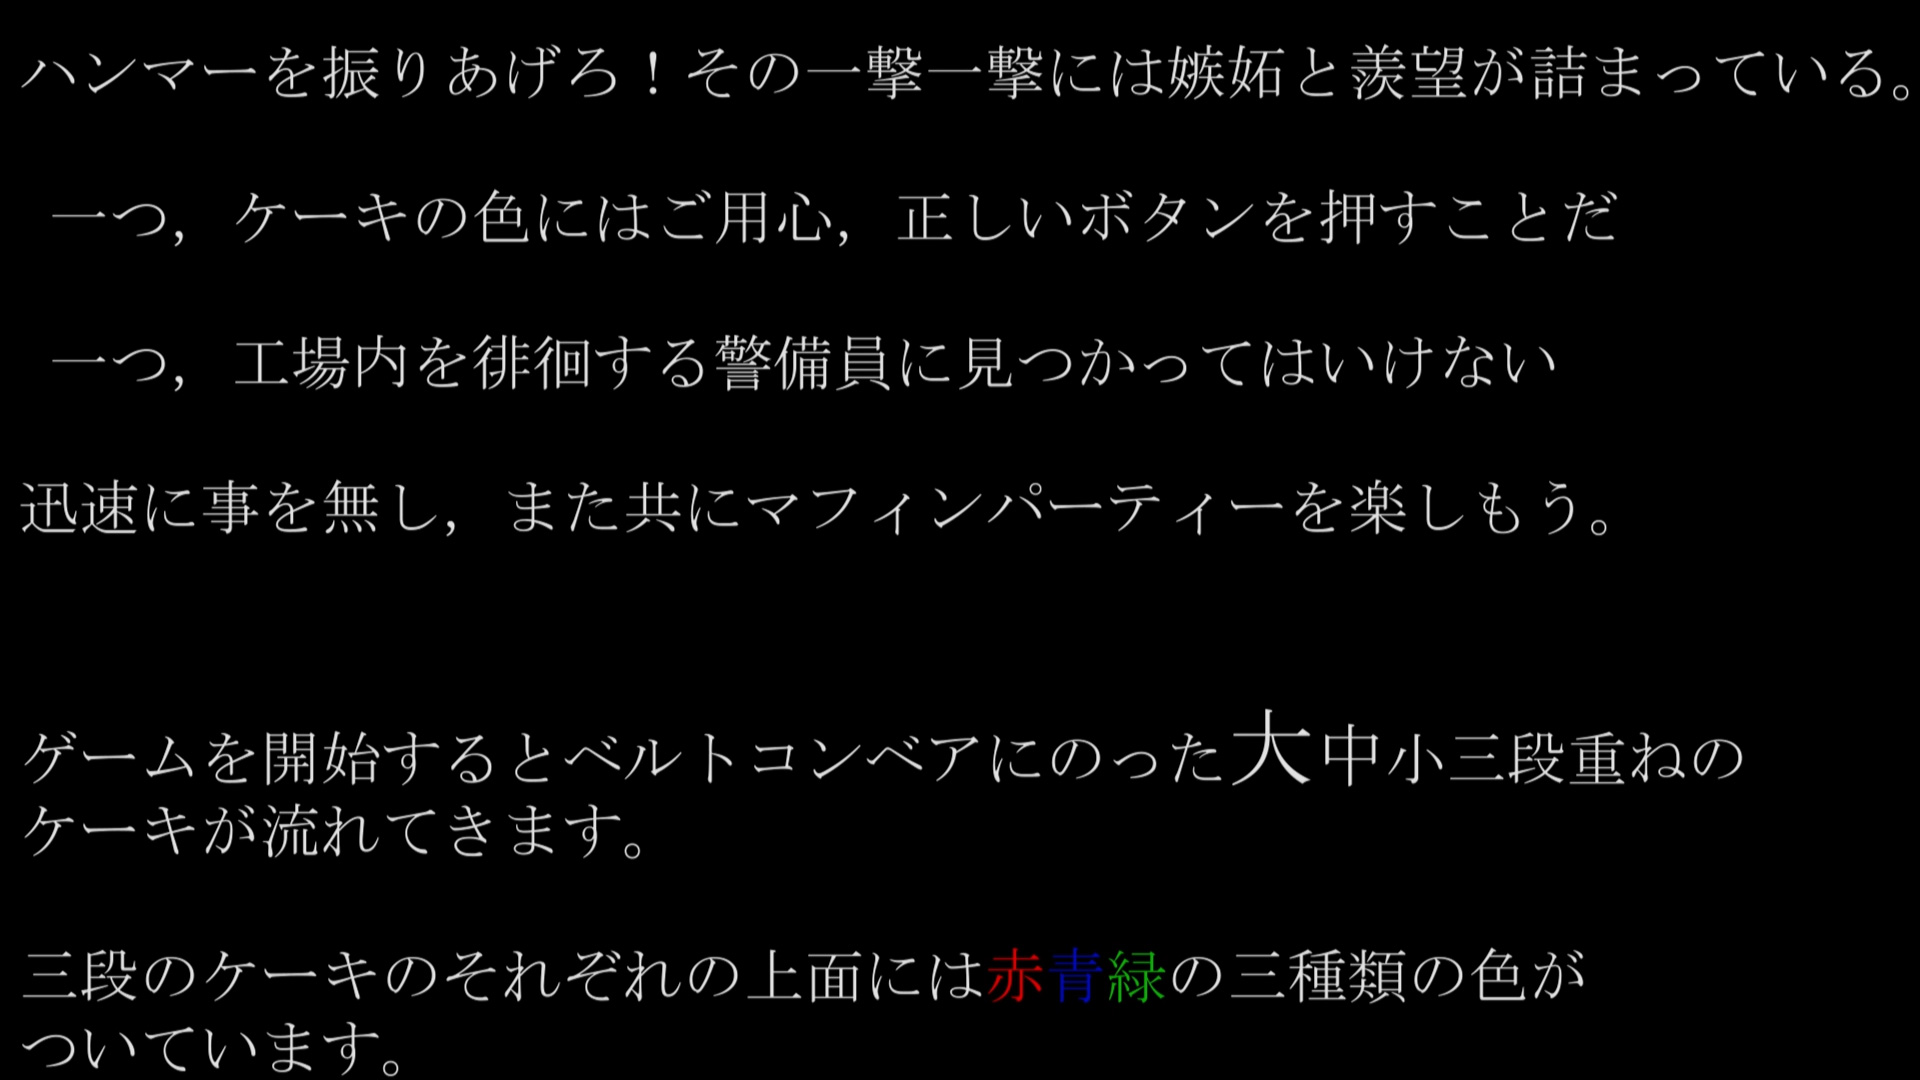 ハンマーを振りあげろ！その一撃一撃には嫉妬と羨望が詰まっている。
一つ，ケーキの色にはご用心，正しいボタンを押すことだ
一つ，工場内を徘徊する警備員に見つかってはいけない
迅速に事を無し，また共にマフィンパーティーを楽しもう。
ゲームを開始するとベルトコンベアにのった大中小三段重ねの
ケーキが流れてきます。
三段のケーキのそれぞれの上面には赤青緑の三種類の色が
ついています。